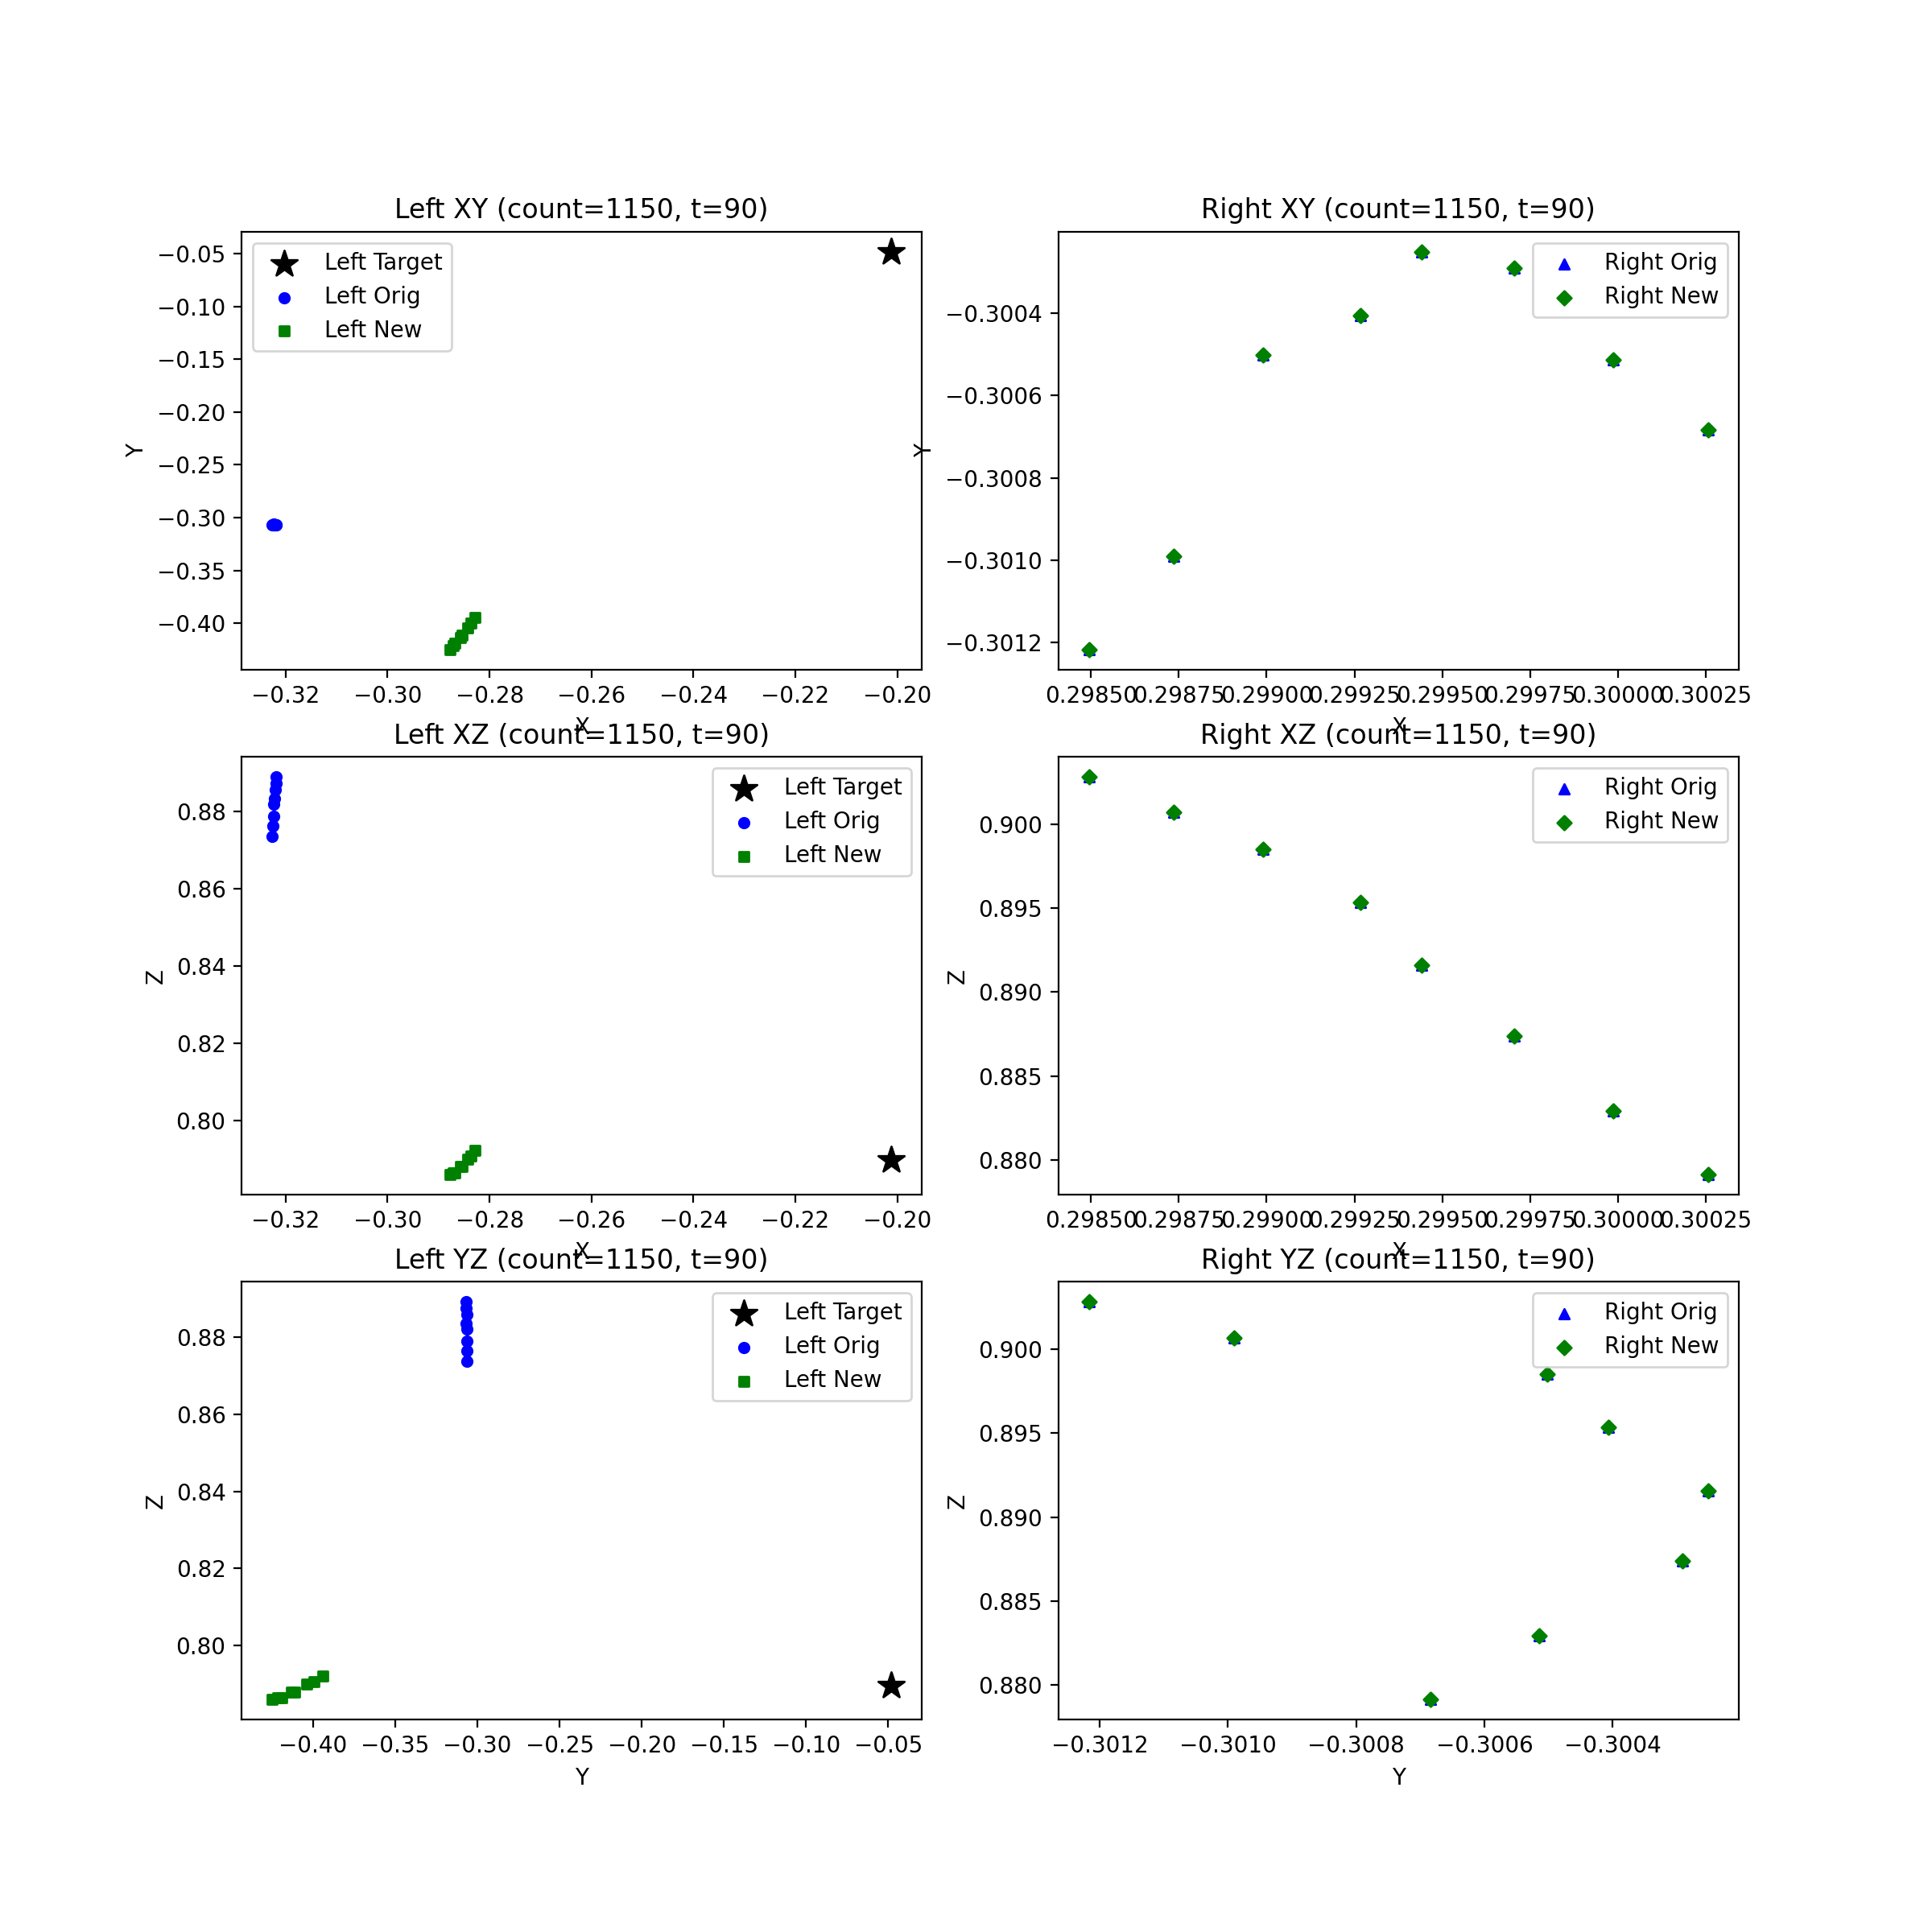 Left XY (count=1150, t=90)
−0.05
−0.10
−0.15
−0.20
−0.25
−0.30
−0.35
−0.40
Y
Left Target
Left Orig
Left New
−0.32 −0.30 −0.28 −0.26 −0.24 −0.22 −0.20
X
Right XY (count=1150, t=90)
−0.3004
−0.3006
−0.3008
−0.3010
−0.3012
Y
Right Orig
Right New
0.29850 0.29875 0.29900 0.29925 0.29950 0.29975 0.30000 0.30025
X
Left XZ (count=1150, t=90)
0.88
0.86
0.84
0.82
0.80
Z
Left Target
Left Orig
Left New
−0.32 −0.30 −0.28 −0.26 −0.24 −0.22 −0.20
X
Right XZ (count=1150, t=90)
0.900
0.895
0.890
0.885
0.880
Z
Right Orig
Right New
0.29850 0.29875 0.29900 0.29925 0.29950 0.29975 0.30000 0.30025
X
Left YZ (count=1150, t=90)
0.88
0.86
0.84
0.82
0.80
Z
Left Target
Left Orig
Left New
−0.40 −0.35 −0.30 −0.25 −0.20 −0.15 −0.10 −0.05
Y
Right YZ (count=1150, t=90)
0.900
0.895
0.890
0.885
0.880
Z
Right Orig
Right New
−0.3012 −0.3010 −0.3008 −0.3006 −0.3004
Y